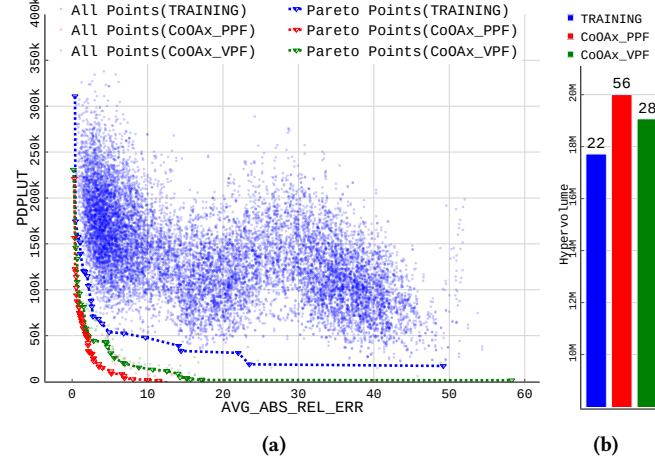 All Points(TRAINING)
Pareto Points(TRAINING)
All Points(CoOAx_PPF)
Pareto Points(CoOAx_PPF)
All Points(CoOAx_VPF)
Pareto Points(CoOAx_VPF)
400k
350k
300k
250k
200k
150k
100k
50k
0
PDPLUT
0
10
20
30
40
50
60
AVG_ABS_REL_ERR
(a)
TRAINING
CoOAx_PPF
CoOAx_VPF
22
56
28
20M
18M
16M
14M
12M
10M
Hypervolume
(b)